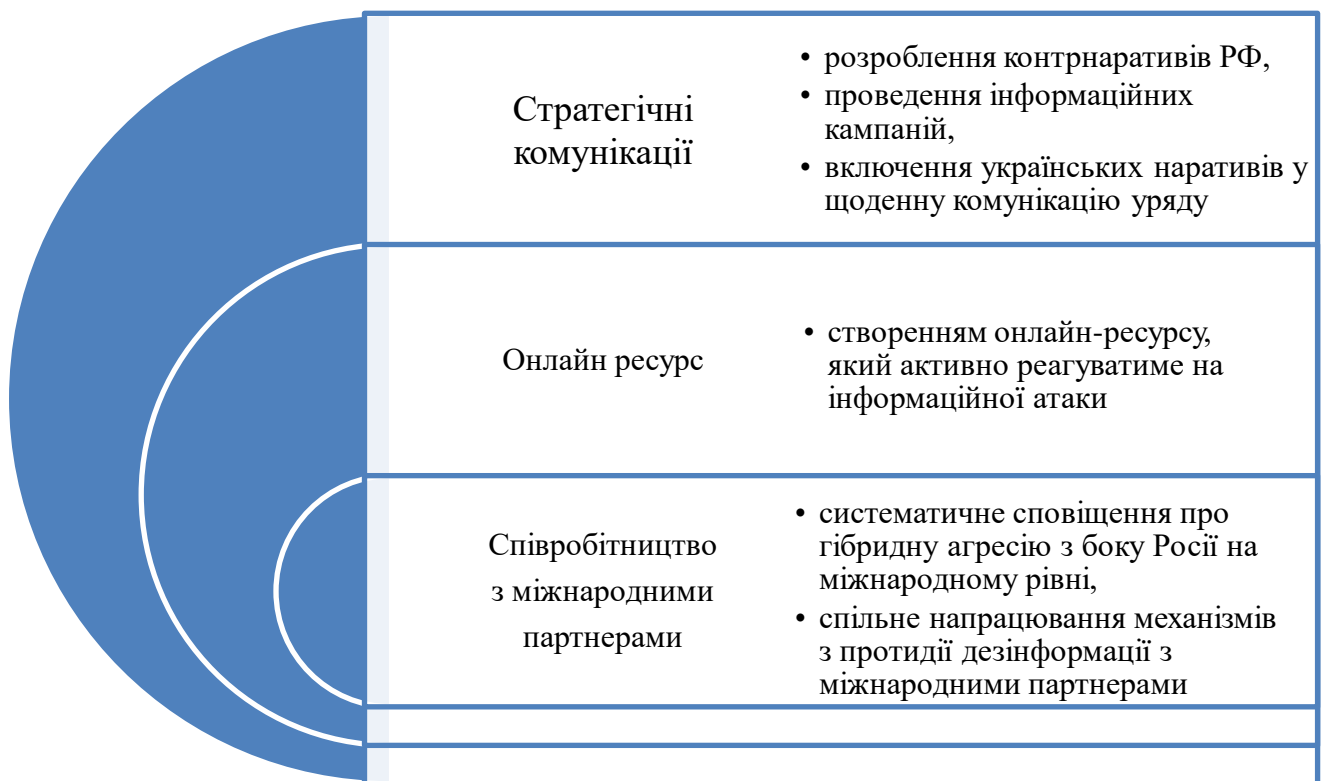 Стратегічні
комунікації
• розроблення контрнаративів РФ,
• проведення інформаційних
кампаній,
• включення українських наративів у
щоденну комунікацію уряду
Онлайн ресурс
• створенням онлайн-ресурсу,
який активно реагуватиме на
інформаційної атаки
Співробітництво
з міжнародними
партнерами
• систематичне сповіщення про
гібридну агресію з боку Росії на
міжнародному рівні,
• спільне напрацювання механізмів
з протидії дезінформації з
міжнародними партнерами